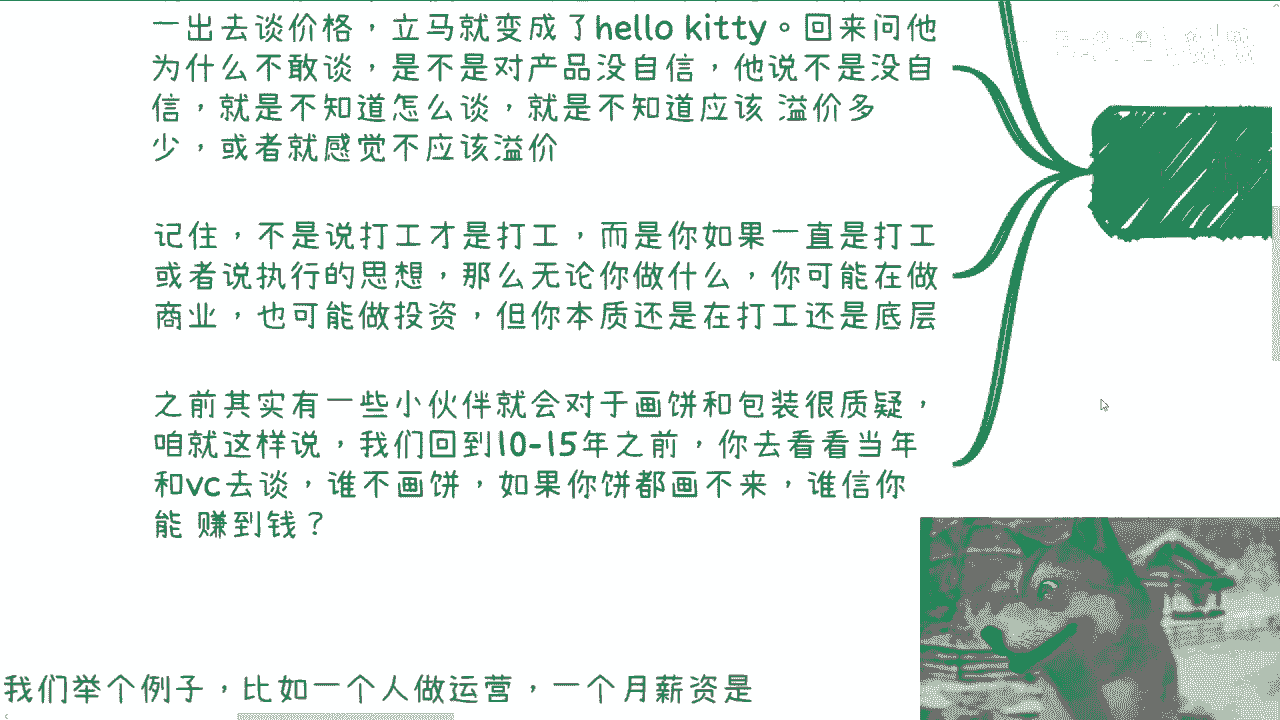 一出去谈价格，立马就变成了hello kitty。回来问他
为什么不敢谈，是不是对产品没自信，他说不是没自
信，就是不知道怎么谈，就是不知道应该 溢价多
少，或者就感觉不应该溢价
记住，不是说打工才是打工，而是你如果一直是打工
或者说执行的思想，那么无论你做什么，你可能在做
商业，也可能做投资，但你本质还是在打工还是底层
之前其实有一些小伙伴就会对于画饼和包装很质疑，
咱就这样说，我们回到10-15年之前，你去看看当年
和vc去谈，谁不画饼，如果你饼都画不来，谁信你
能 赚到钱？
我们举个例子，比如一个人做运营，一个月薪资是